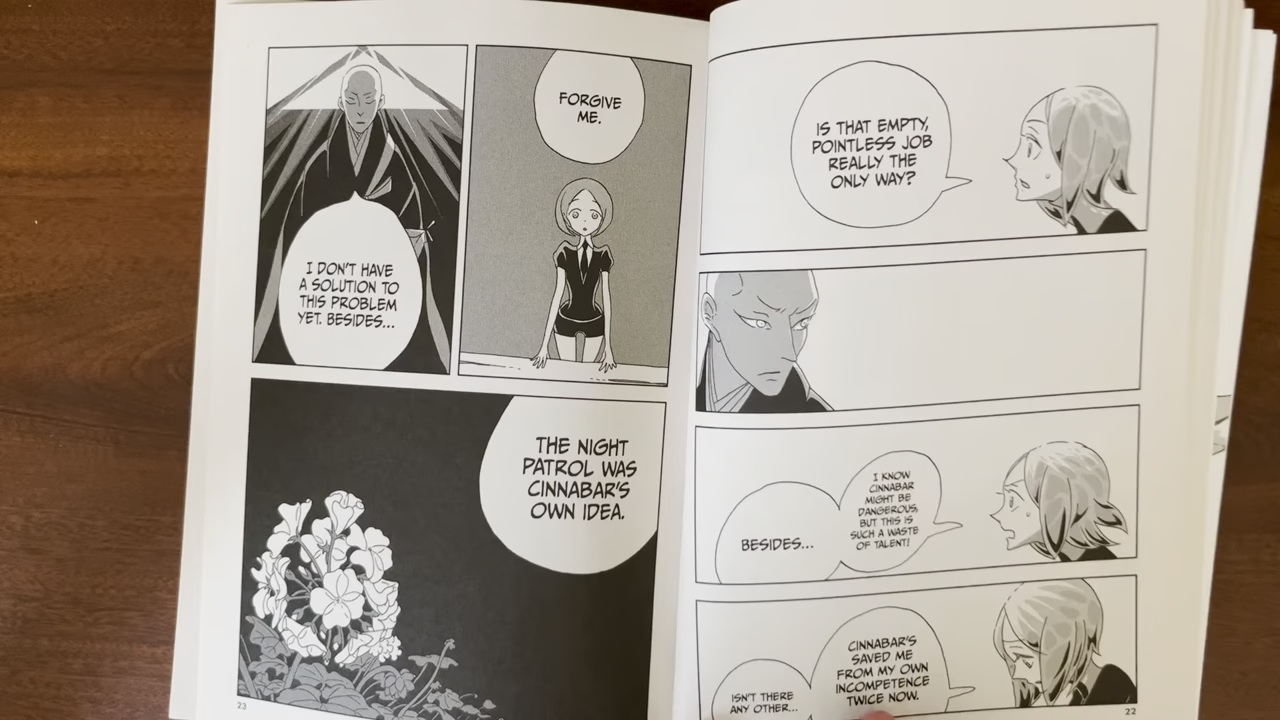 IS THAT EMPTY,
POINTLESS JOB
REALLY THE
ONLY WAY?
I KNOW
CINNABAR
MIGHT BE
DANGEROUS,
BUT THIS IS
SUCH A WASTE
OF TALENT!
BESIDES...
CINNABAR'S
SAVED ME
FROM MY OWN
INCOMPETENCE
TWICE NOW.
ISN'T THERE
ANY OTHER...
22
FORGIVE
ME.
I DON'T HAVE
A SOLUTION TO
THIS PROBLEM
YET. BESIDES...
THE NIGHT
PATROL WAS
CINNABAR'S
OWN IDEA.
23